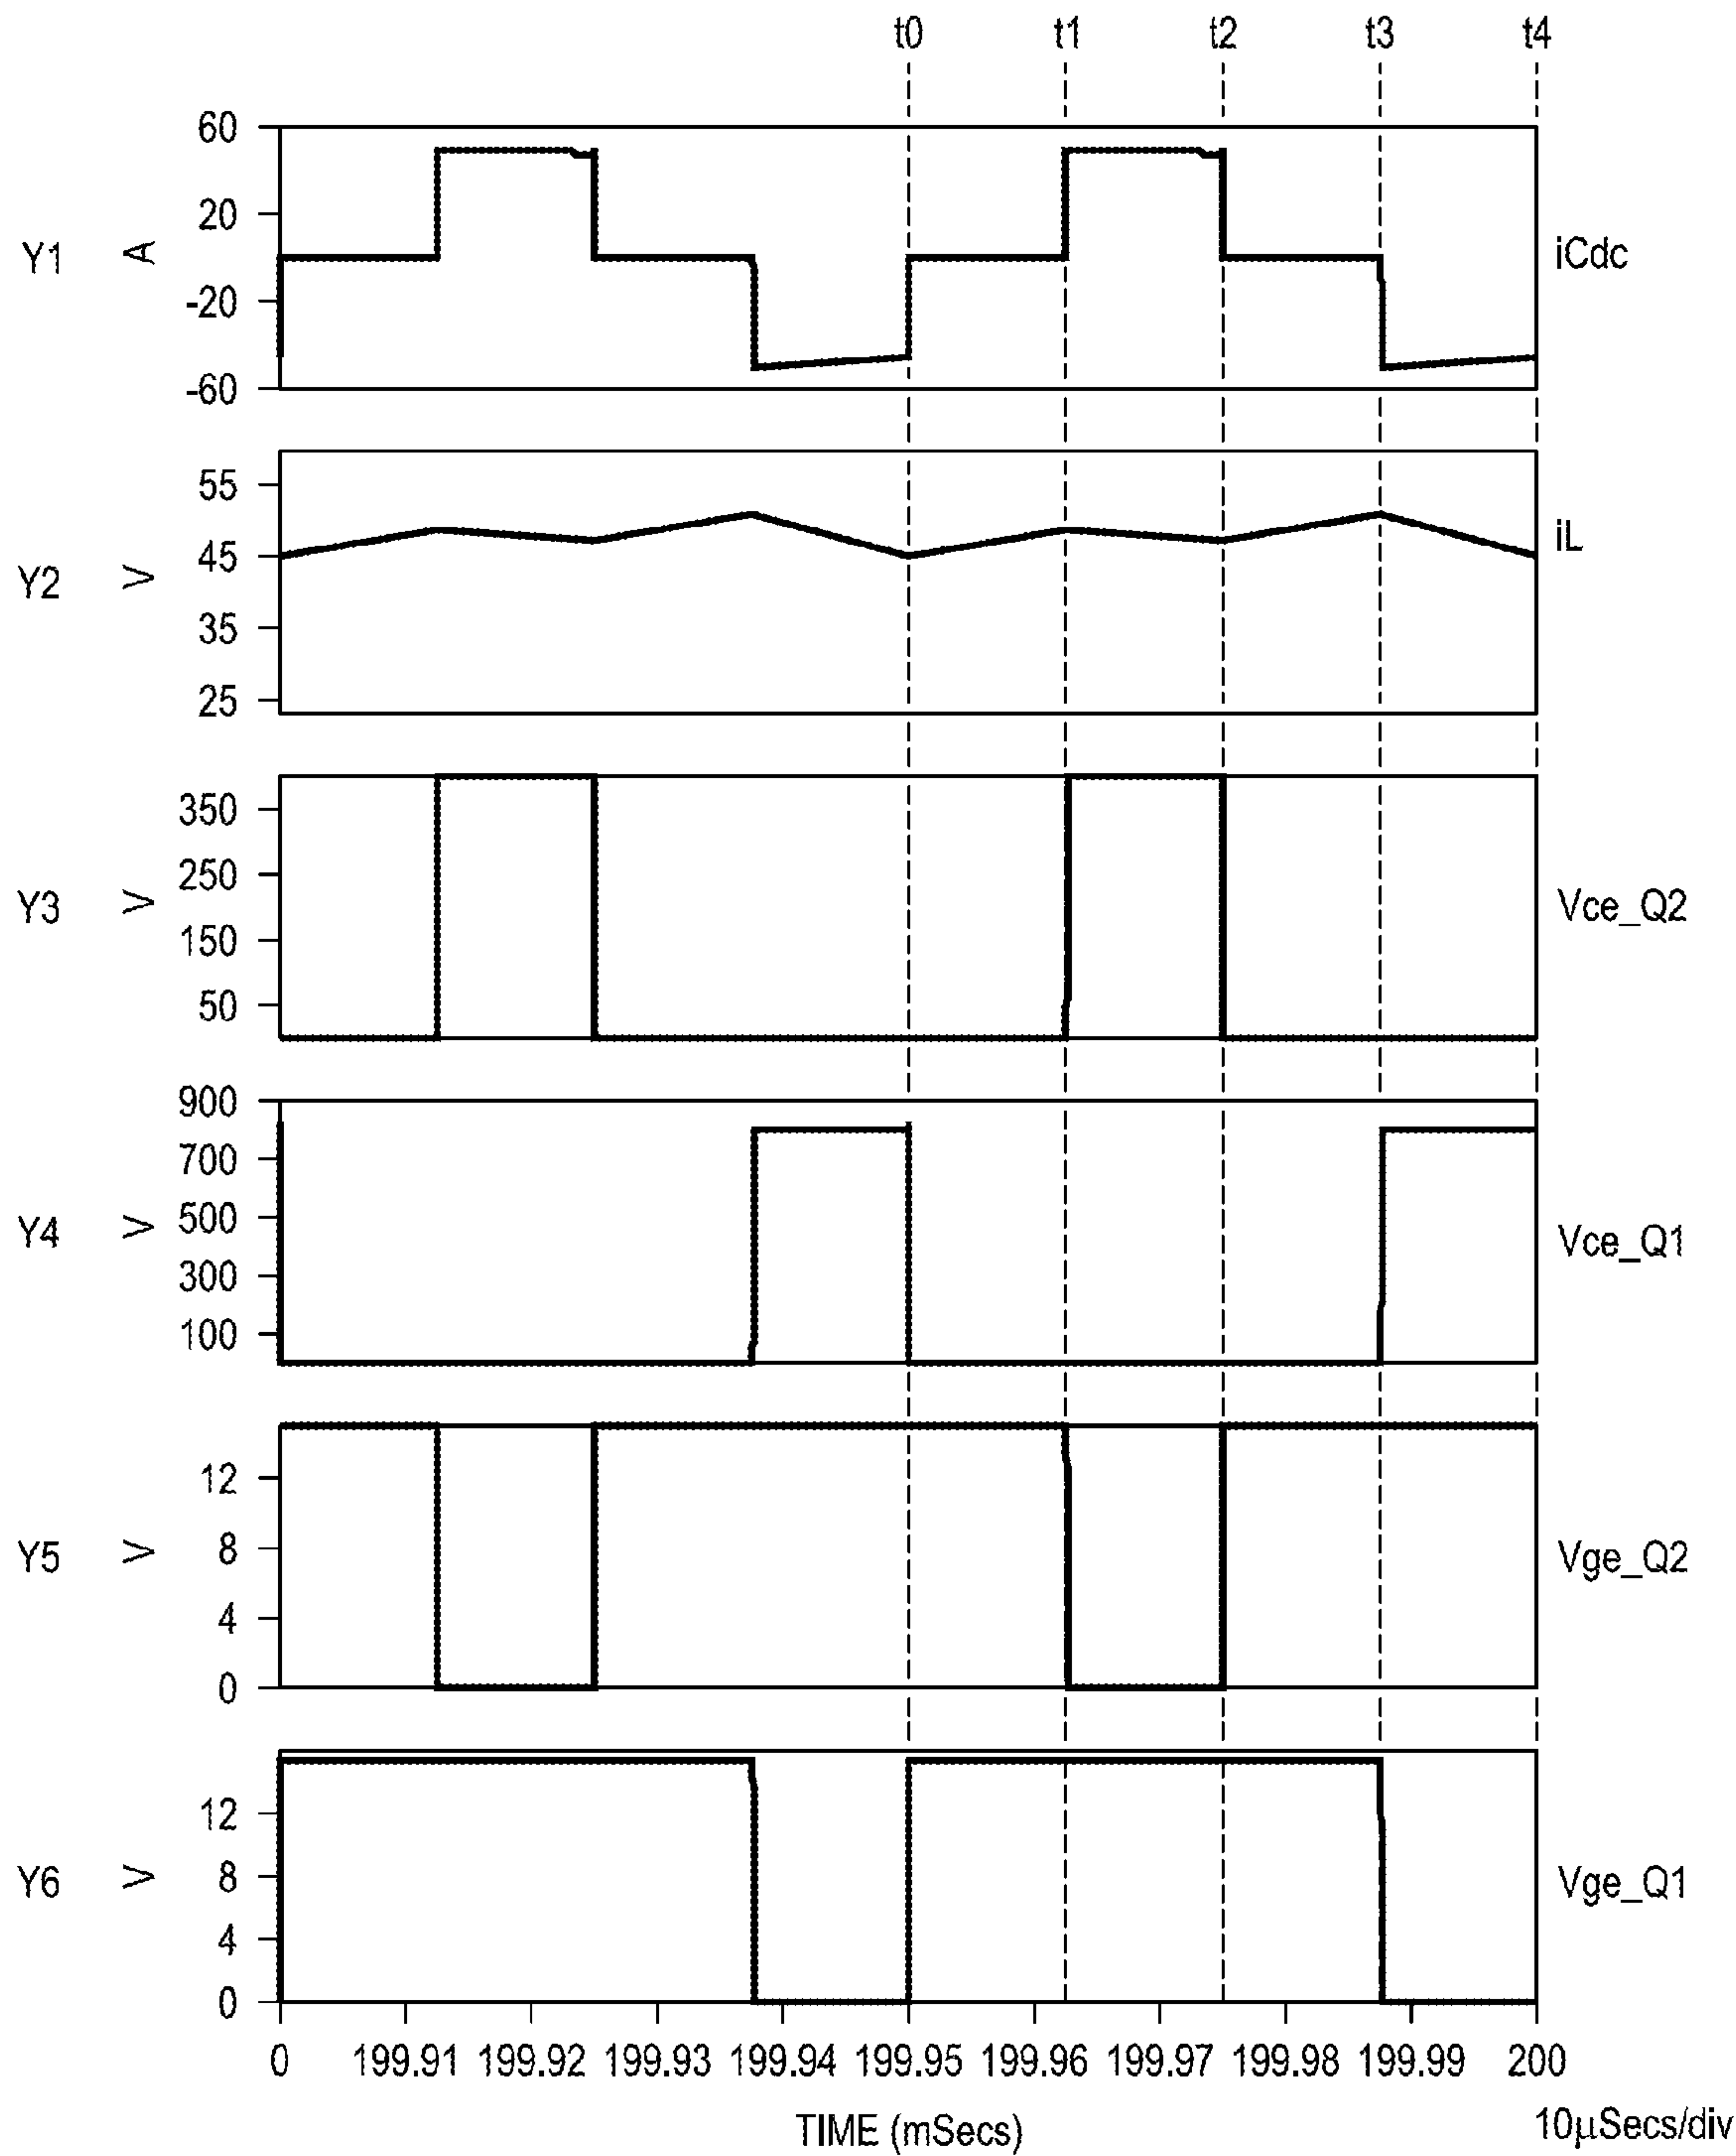 t0 t1 t2 t3 t4
60
20
-20
-60
Y1 A iCdc
55
45
35
25
Y2 V iL
350
250
150
50
Y3 V Vce_Q2
900
700
500
300
100
Y4 V Vce_Q1
12
8
4
0
Y5 V Vge_Q2
12
8
4
0
Y6 V Vge_Q1
0 199.91 199.92 199.93 199.94 199.95 199.96 199.97 199.98 199.99 200
TIME (mSecs) 10μSecs/div